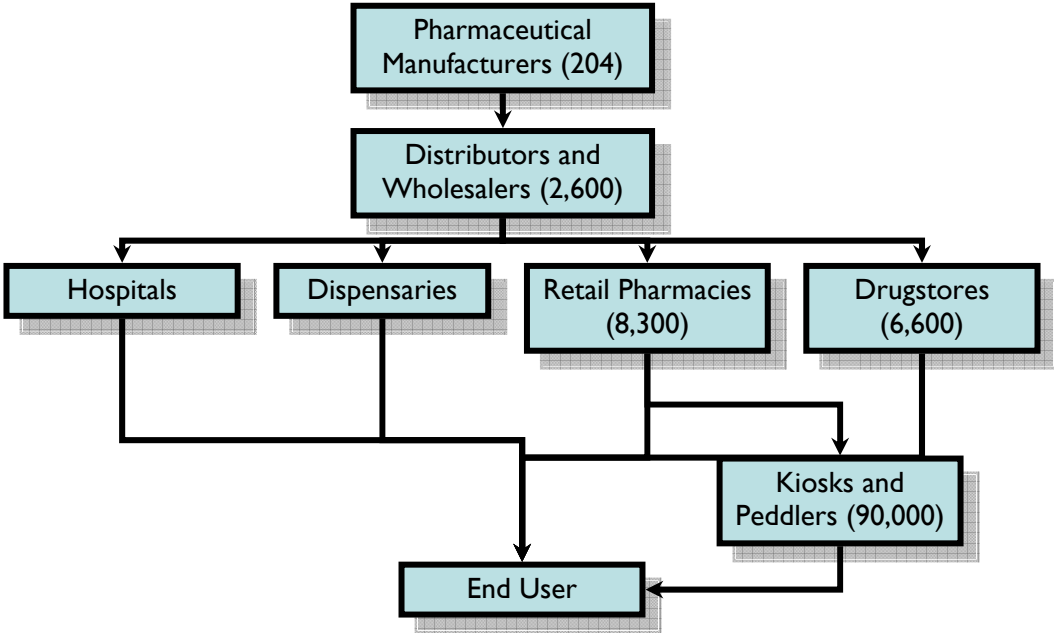 Pharmaceutical
Manufacturers (204)
Distributors and
Wholesalers (2,600)
Hospitals
Dispensaries
Retail Pharmacies
(8,300)
Drugstores
(6,600)
Kiosks and
Peddlers (90,000)
End User